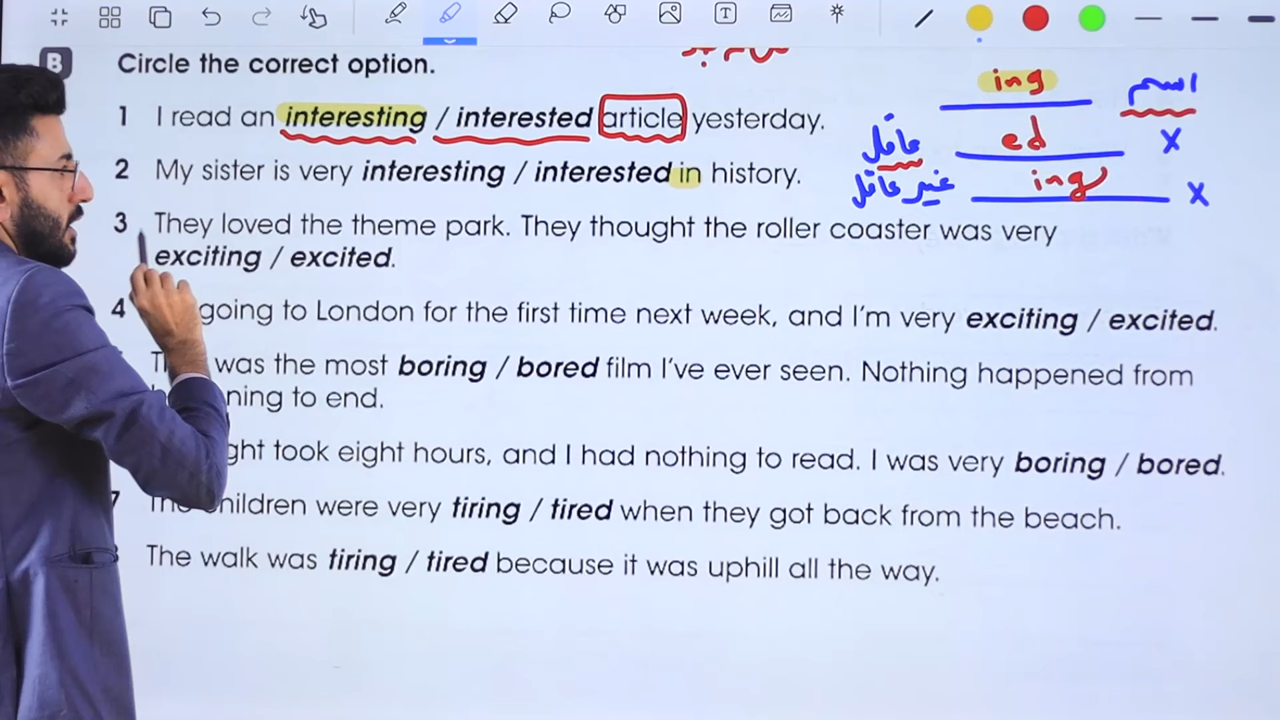 B Circle the correct option.
1 I read an interesting / interested article yesterday.
2 My sister is very interesting / interested in history.
3 They loved the theme park. They thought the roller coaster was very
exciting / excited.
4 going to London for the first time next week, and I'm very exciting / excited.
was the most boring / bored film I've ever seen. Nothing happened from
ning to end.
ght took eight hours, and I had nothing to read. I was very boring / bored.
7 The children were very tiring / tired when they got back from the beach.
The walk was tiring / tired because it was uphill all the way.
ing اسم
عاقل ed X
غير عاقل ing X